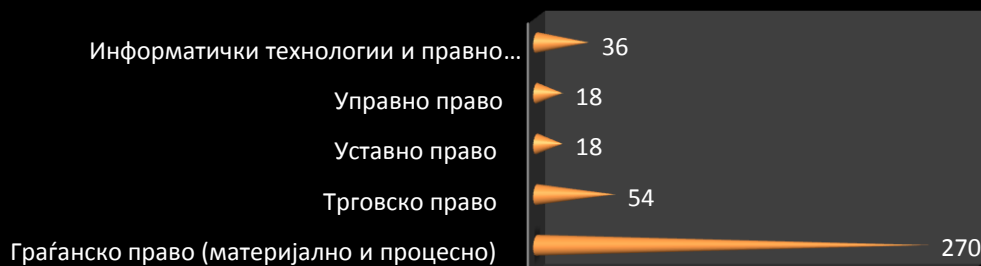 Информатички технологии и правно... 36
Управно право 18
Уставно право 18
Трговско право 54
Граѓанско право (материјално и процесно) 270